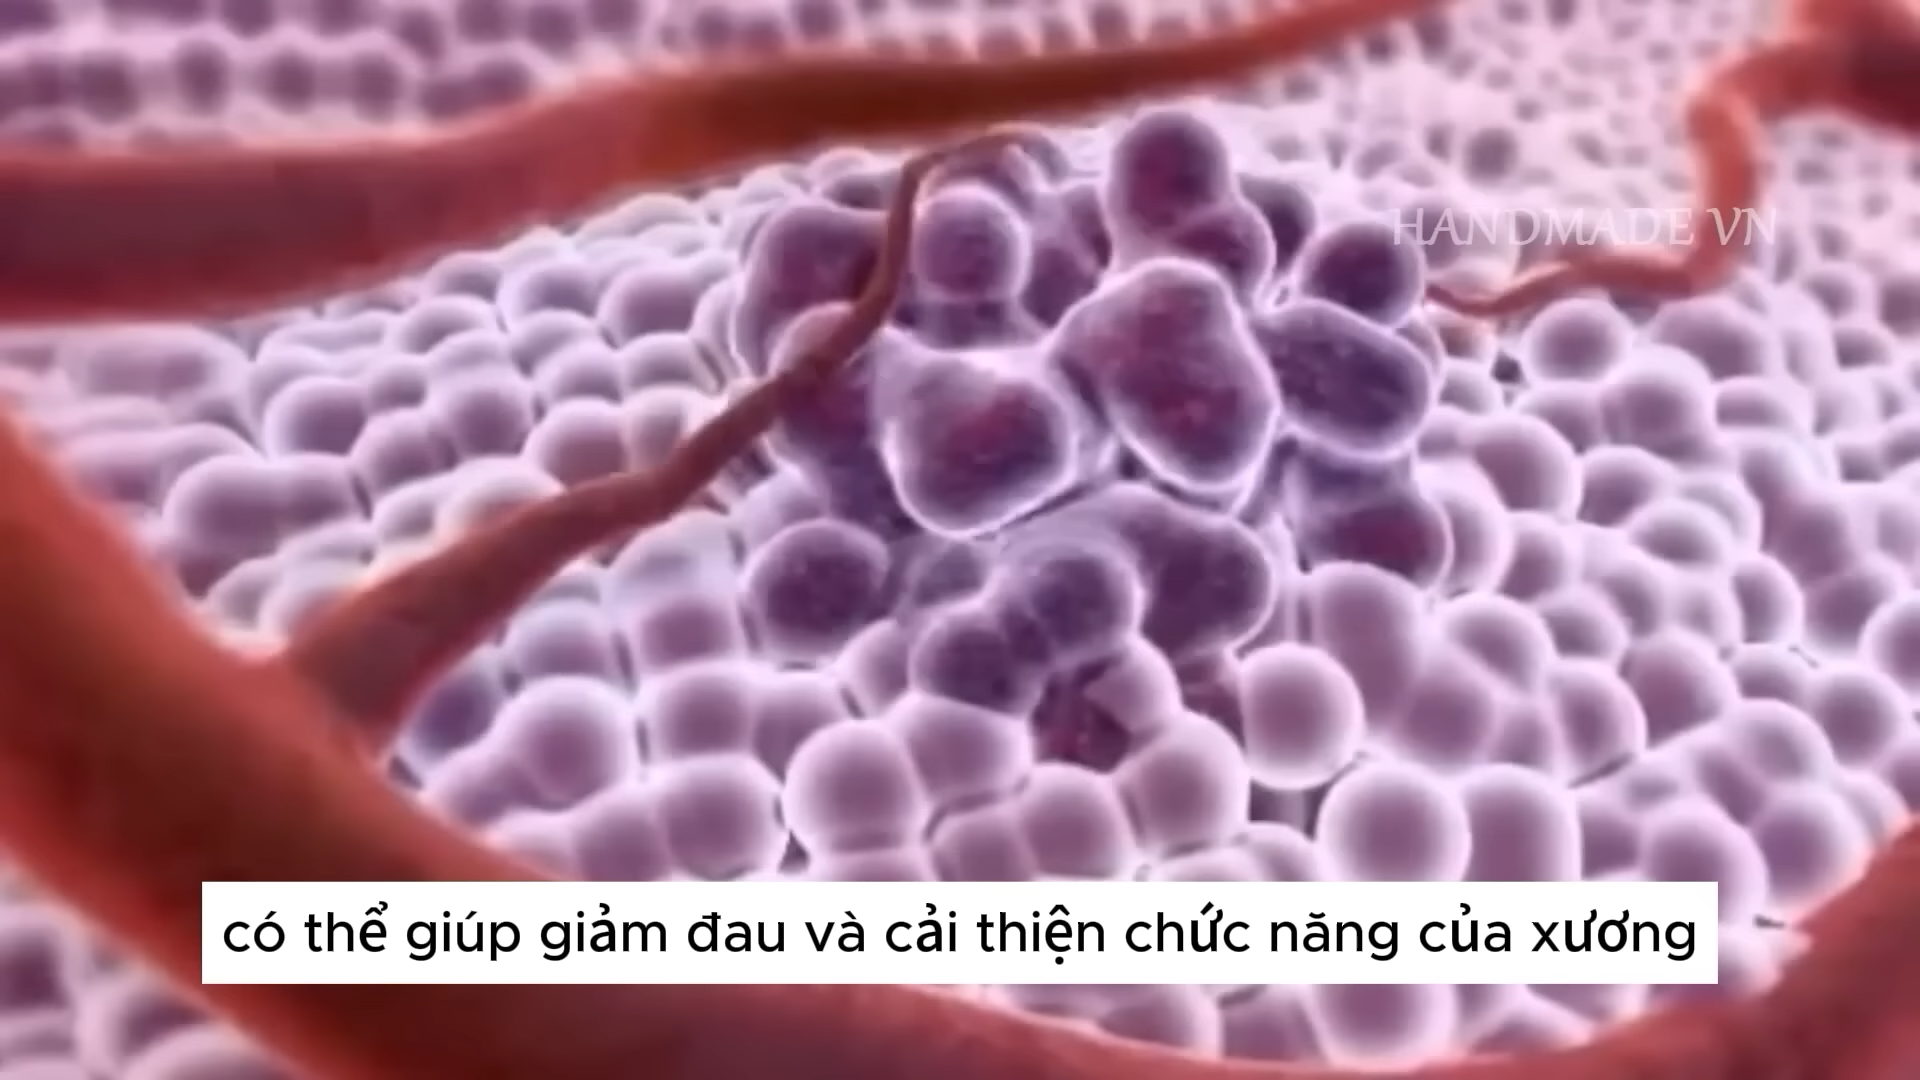 HANDMADE VN
có thể giúp giảm đau và cải thiện chức năng của xương